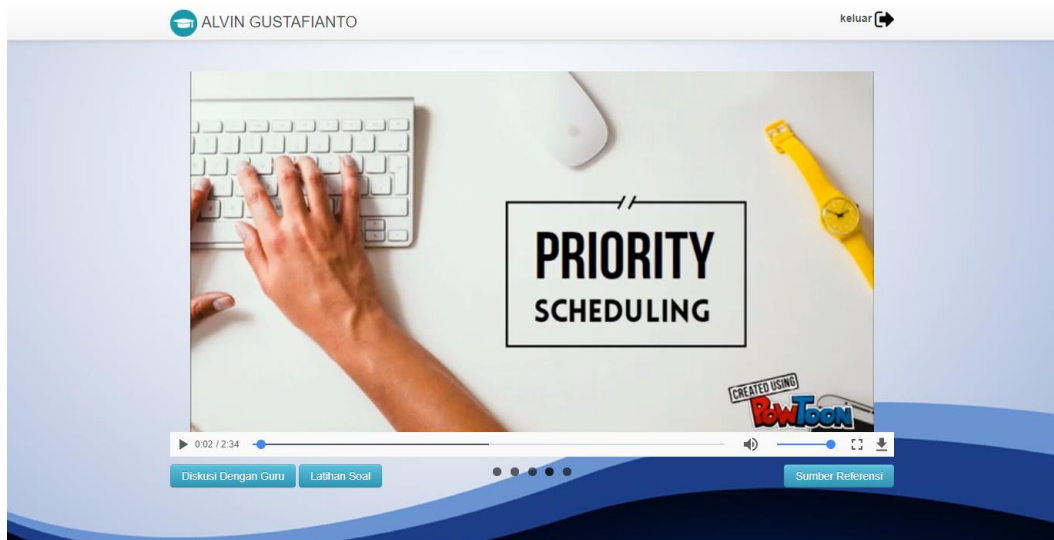 ALVIN GUSTAFIANTO
keluar
PRIORITY
SCHEDULING
CREATED USING
POWTOON
0:02 / 2:34
Diskusi Dengan Guru
Latihan Soal
Sumber Referensi